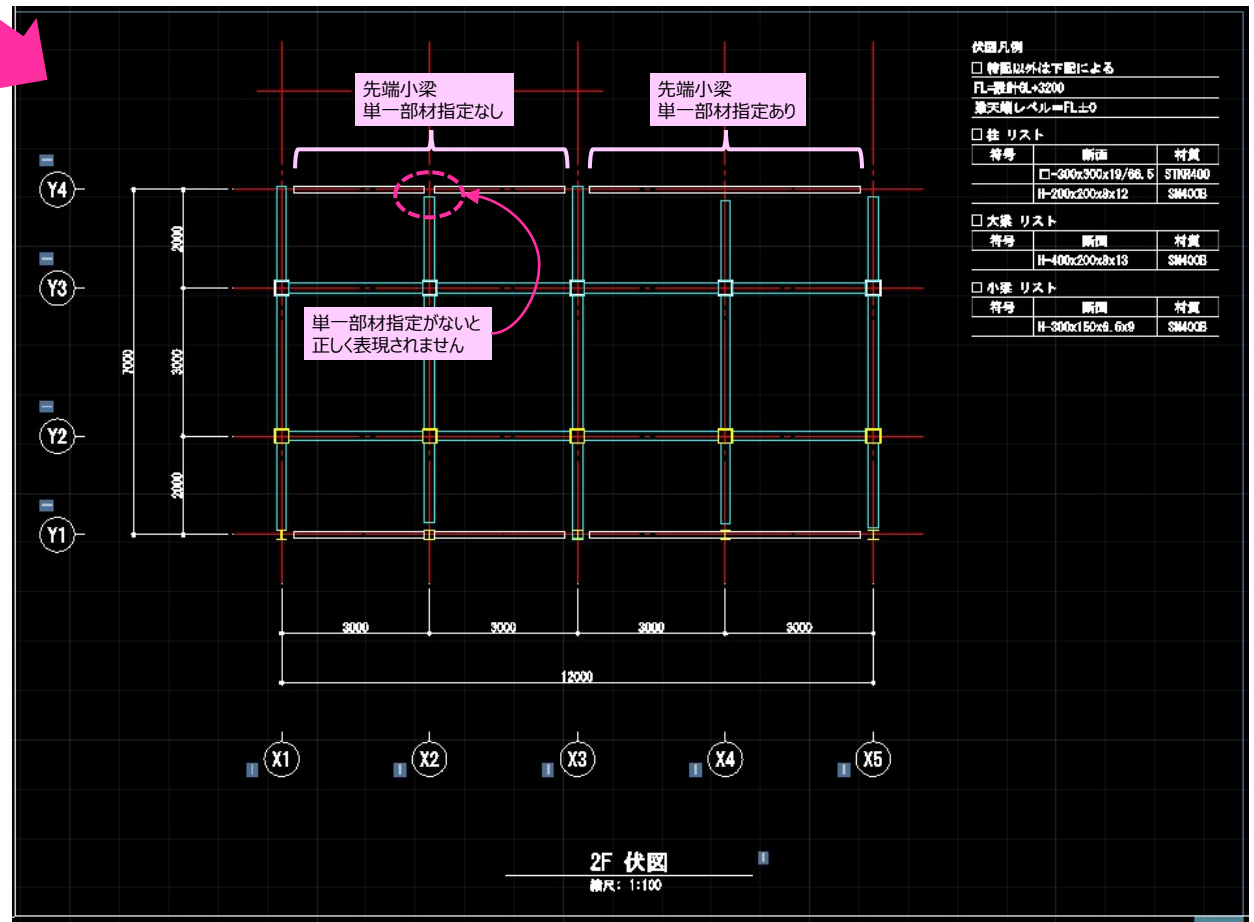 先端小梁
単一部材指定なし
先端小梁
単一部材指定あり
単一部材指定がないと
正しく表現されません
伏図凡例
□ 特記以外は下記による
FL=設計GL+3200
梁天端レベル=FL±0
□ 柱 リスト
符号 断面 材質
□-300x300x19/66.5 STKR400
H-200x200x8x12 SM400B
□ 大梁 リスト
符号 断面 材質
H-400x200x8x13 SM400B
□ 小梁 リスト
符号 断面 材質
H-300x150x6.5x9 SM400B
Y4
2000
Y3
7000
3000
Y2
2000
Y1
3000 3000 3000 3000
12000
X1 X2 X3 X4 X5
2F 伏図
縮尺: 1:100